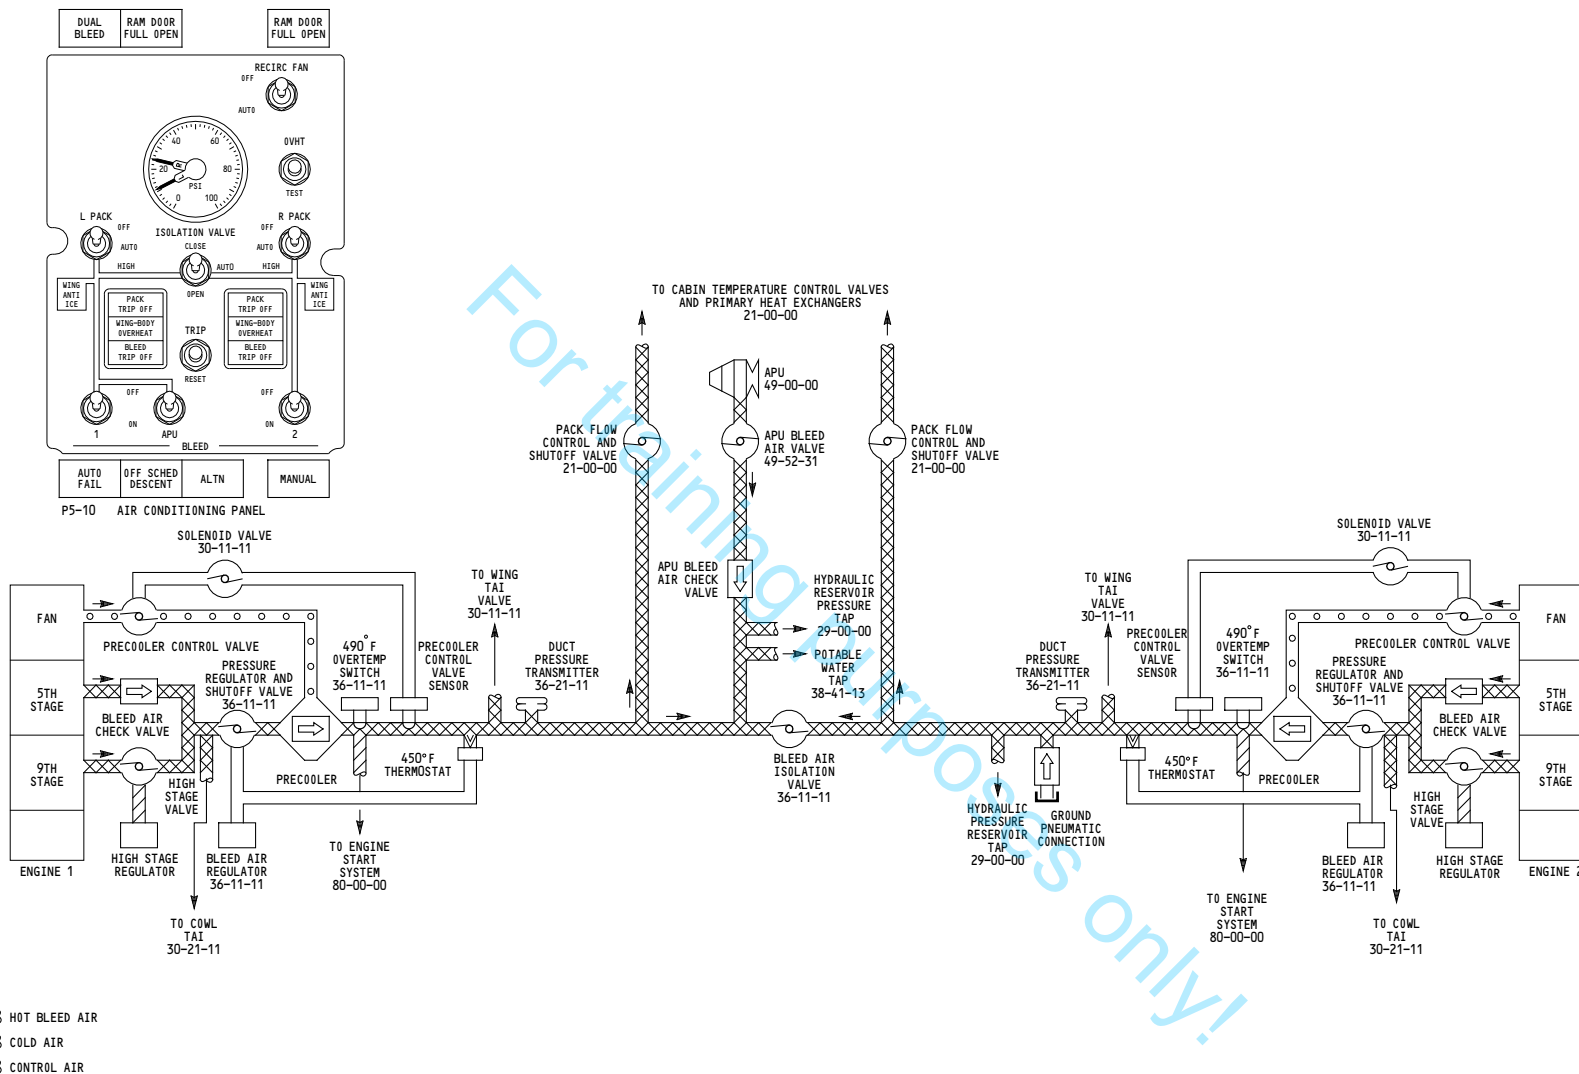 DUAL
BLEED
RAM DOOR
FULL OPEN
RAM DOOR
FULL OPEN
RECIRC FAN
OFF
AUTO
40
60
20
80
0
100
R
L
PSI
OVHT
TEST
L PACK
OFF
AUTO
HIGH
R PACK
OFF
AUTO
HIGH
ISOLATION VALVE
CLOSE
AUTO
OPEN
WING
ANTI
ICE
WING
ANTI
ICE
PACK
TRIP OFF
WING-BODY
OVERHEAT
BLEED
TRIP OFF
TRIP
RESET
PACK
TRIP OFF
WING-BODY
OVERHEAT
BLEED
TRIP OFF
OFF
ON
OFF
ON
1
APU
2
BLEED
AUTO
FAIL
OFF SCHED
DESCENT
ALTN
MANUAL
P5-10 AIR CONDITIONING PANEL
TO CABIN TEMPERATURE CONTROL VALVES
AND PRIMARY HEAT EXCHANGERS
21-00-00
APU
49-00-00
PACK FLOW
CONTROL AND
SHUTOFF VALVE
21-00-00
APU BLEED
AIR VALVE
49-52-31
PACK FLOW
CONTROL AND
SHUTOFF VALVE
21-00-00
APU BLEED
AIR CHECK
VALVE
HYDRAULIC
RESERVOIR
PRESSURE
TAP
29-00-00
POTABLE
WATER
TAP
38-41-13
SOLENOID VALVE
30-11-11
FAN
5TH
STAGE
9TH
STAGE
ENGINE 1
PRECOOLER CONTROL VALVE
PRESSURE
REGULATOR AND
SHUTOFF VALVE
36-11-11
490°F
OVERTEMP
SWITCH
36-11-11
PRECOOLER
CONTROL
VALVE
SENSOR
TO WING
TAI
VALVE
30-11-11
DUCT
PRESSURE
TRANSMITTER
36-21-11
BLEED AIR
CHECK VALVE
HIGH
STAGE
VALVE
PRECOOLER
450°F
THERMOSTAT
HIGH STAGE
REGULATOR
BLEED AIR
REGULATOR
36-11-11
TO ENGINE
START
SYSTEM
80-00-00
TO COWL
TAI
30-21-11
BLEED AIR
ISOLATION
VALVE
36-11-11
SOLENOID VALVE
30-11-11
DUCT
PRESSURE
TRANSMITTER
36-21-11
TO WING
TAI
VALVE
30-11-11
PRECOOLER
CONTROL
VALVE
SENSOR
490°F
OVERTEMP
SWITCH
36-11-11
PRECOOLER CONTROL VALVE
PRESSURE
REGULATOR AND
SHUTOFF VALVE
36-11-11
FAN
5TH
STAGE
9TH
STAGE
ENGINE 2
BLEED AIR
CHECK VALVE
HYDRAULIC
PRESSURE
RESERVOIR
TAP
29-00-00
GROUND
PNEUMATIC
CONNECTION
450°F
THERMOSTAT
PRECOOLER
HIGH
STAGE
VALVE
BLEED AIR
REGULATOR
36-11-11
HIGH STAGE
REGULATOR
TO ENGINE
START
SYSTEM
80-00-00
TO COWL
TAI
30-21-11
HOT BLEED AIR
COLD AIR
CONTROL AIR
For training purposes only!